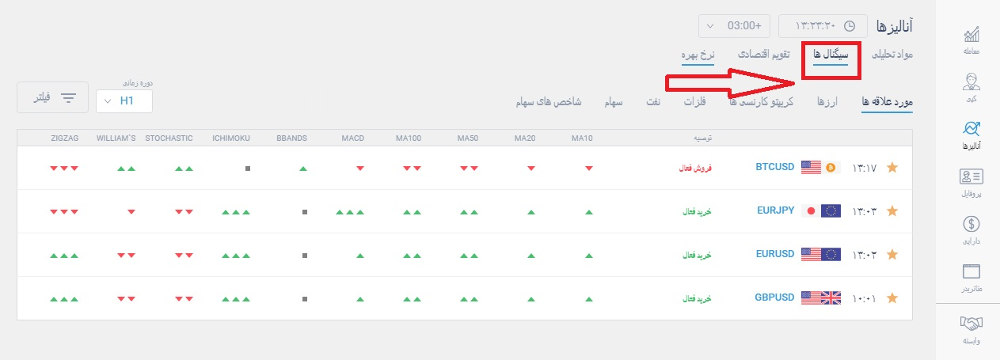 آنالیزها ۱۳:۲۳:۲۰ +03:00
مواد تحلیلی سیگنال ها تقویم اقتصادی نرخ بهره
مورد علاقه ها ارزها کریپتو کارنسی ها فلزات نفت سهام شاخص های سهام
دوره زمانی
H1
فیلتر
توصیه MA10 MA20 MA50 MA100 MACD BBANDS ICHIMOKU STOCHASTIC WILLIAM`S ZIGZAG
۱۳:۱۷ BTCUSD فروش فعال
۱۳:۰۳ EURJPY خرید فعال
۱۳:۰۲ EURUSD خرید فعال
۱۰:۰۱ GBPUSD خرید فعال
معامله
کپی
آنالیزها
پروفایل
دارایی
متاتریدر
وابسته